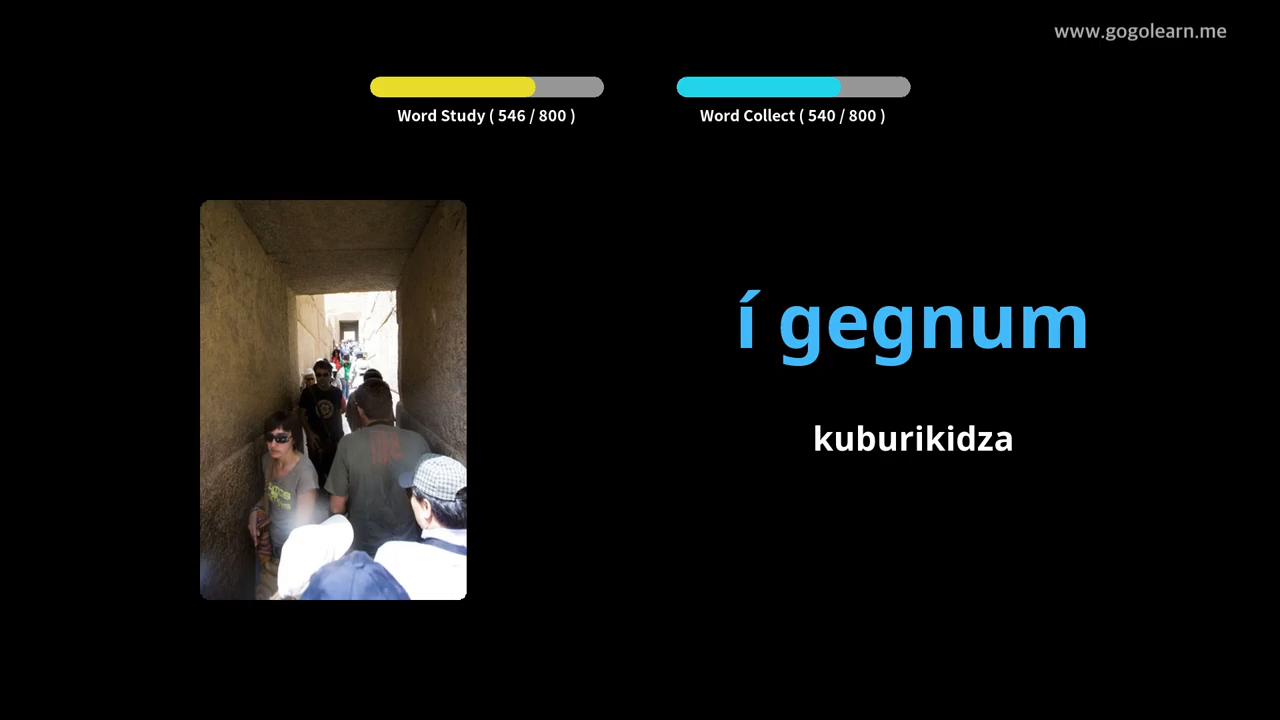 www.gogolearn.me
Word Study ( 546 / 800 )
Word Collect ( 540 / 800 )
í gegnum
kuburikidza